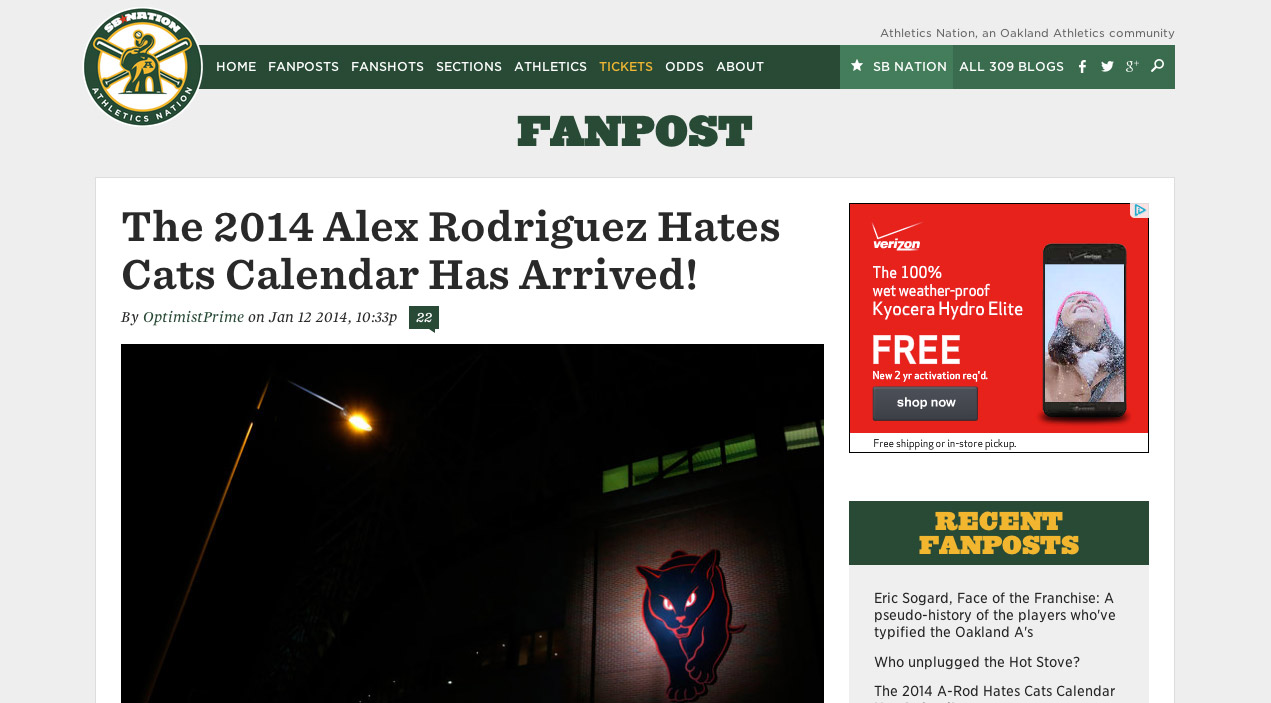 SB NATION
ATHLETICS NATION
Athletics Nation, an Oakland Athletics community
HOME FANPOSTS FANSHOTS SECTIONS ATHLETICS TICKETS ODDS ABOUT
SB NATION ALL 309 BLOGS
FANPOST
The 2014 Alex Rodriguez Hates
Cats Calendar Has Arrived!
By OptimistPrime on Jan 12 2014, 10:33p 22
verizon
The 100%
wet weather-proof
Kyocera Hydro Elite
FREE
New 2 yr activation req'd.
shop now
Free shipping or in-store pickup.
RECENT
FANPOSTS
Eric Sogard, Face of the Franchise: A
pseudo-history of the players who've
typified the Oakland A's
Who unplugged the Hot Stove?
The 2014 A-Rod Hates Cats Calendar